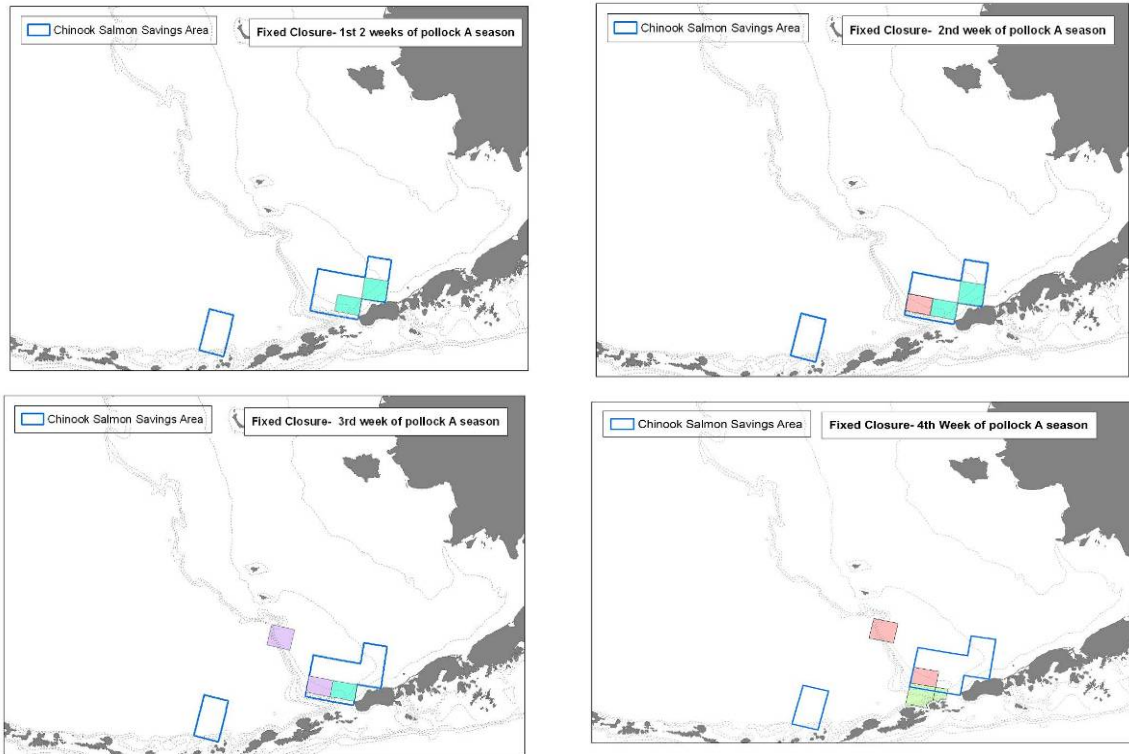 Chinook Salmon Savings Area
Fixed Closure- 1st 2 weeks of pollock A season
Chinook Salmon Savings Area
Fixed Closure- 2nd week of pollock A season
Chinook Salmon Savings Area
Fixed Closure- 3rd week of pollock A season
Chinook Salmon Savings Area
Fixed Closure- 4th Week of pollock A season